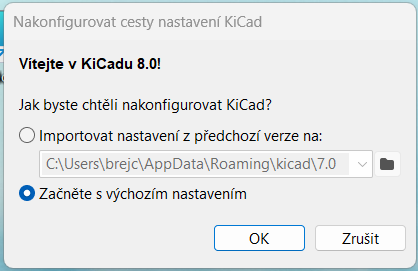 Nakonfigurovat cesty nastavení KiCad
Vítejte v KiCadu 8.0!
Jak byste chtěli nakonfigurovat KiCad?
Importovat nastavení z předchozí verze na:
C:\Users\brejc\AppData\Roaming\kicad\7.0
Začněte s výchozím nastavením
OK
Zrušit